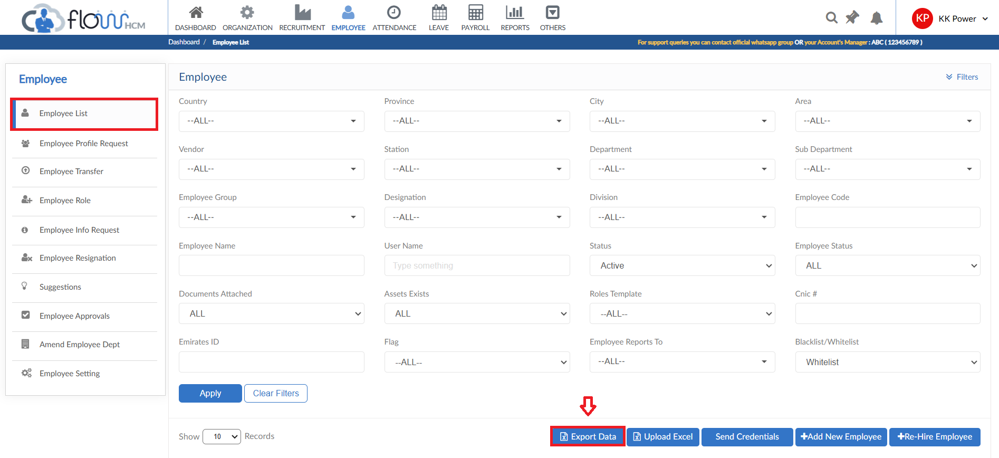 flowHCM
DASHBOARD ORGANIZATION RECRUITMENT EMPLOYEE ATTENDANCE LEAVE PAYROLL REPORTS OTHERS
KP KK Power
Dashboard / Employee List
For support queries you can contact official whatsapp group OR your Account's Manager : ABC ( 123456789 )
Employee
Employee List
Employee Profile Request
Employee Transfer
Employee Role
Employee Info Request
Employee Resignation
Suggestions
Employee Approvals
Amend Employee Dept
Employee Setting
Employee Filters
Country Province City Area
--ALL-- --ALL-- --ALL-- --ALL--
Vendor Station Department Sub Department
--ALL-- --ALL-- --ALL-- --ALL--
Employee Group Designation Division Employee Code
--ALL-- --ALL-- --ALL--
Employee Name User Name Status Employee Status
Type something Active ALL
Documents Attached Assets Exists Roles Template Cnic #
ALL ALL --ALL--
Emirates ID Flag Employee Reports To Blacklist/Whitelist
--ALL-- --ALL-- Whitelist
Apply Clear Filters
Show 10 Records
Export Data Upload Excel Send Credentials +Add New Employee +Re-Hire Employee